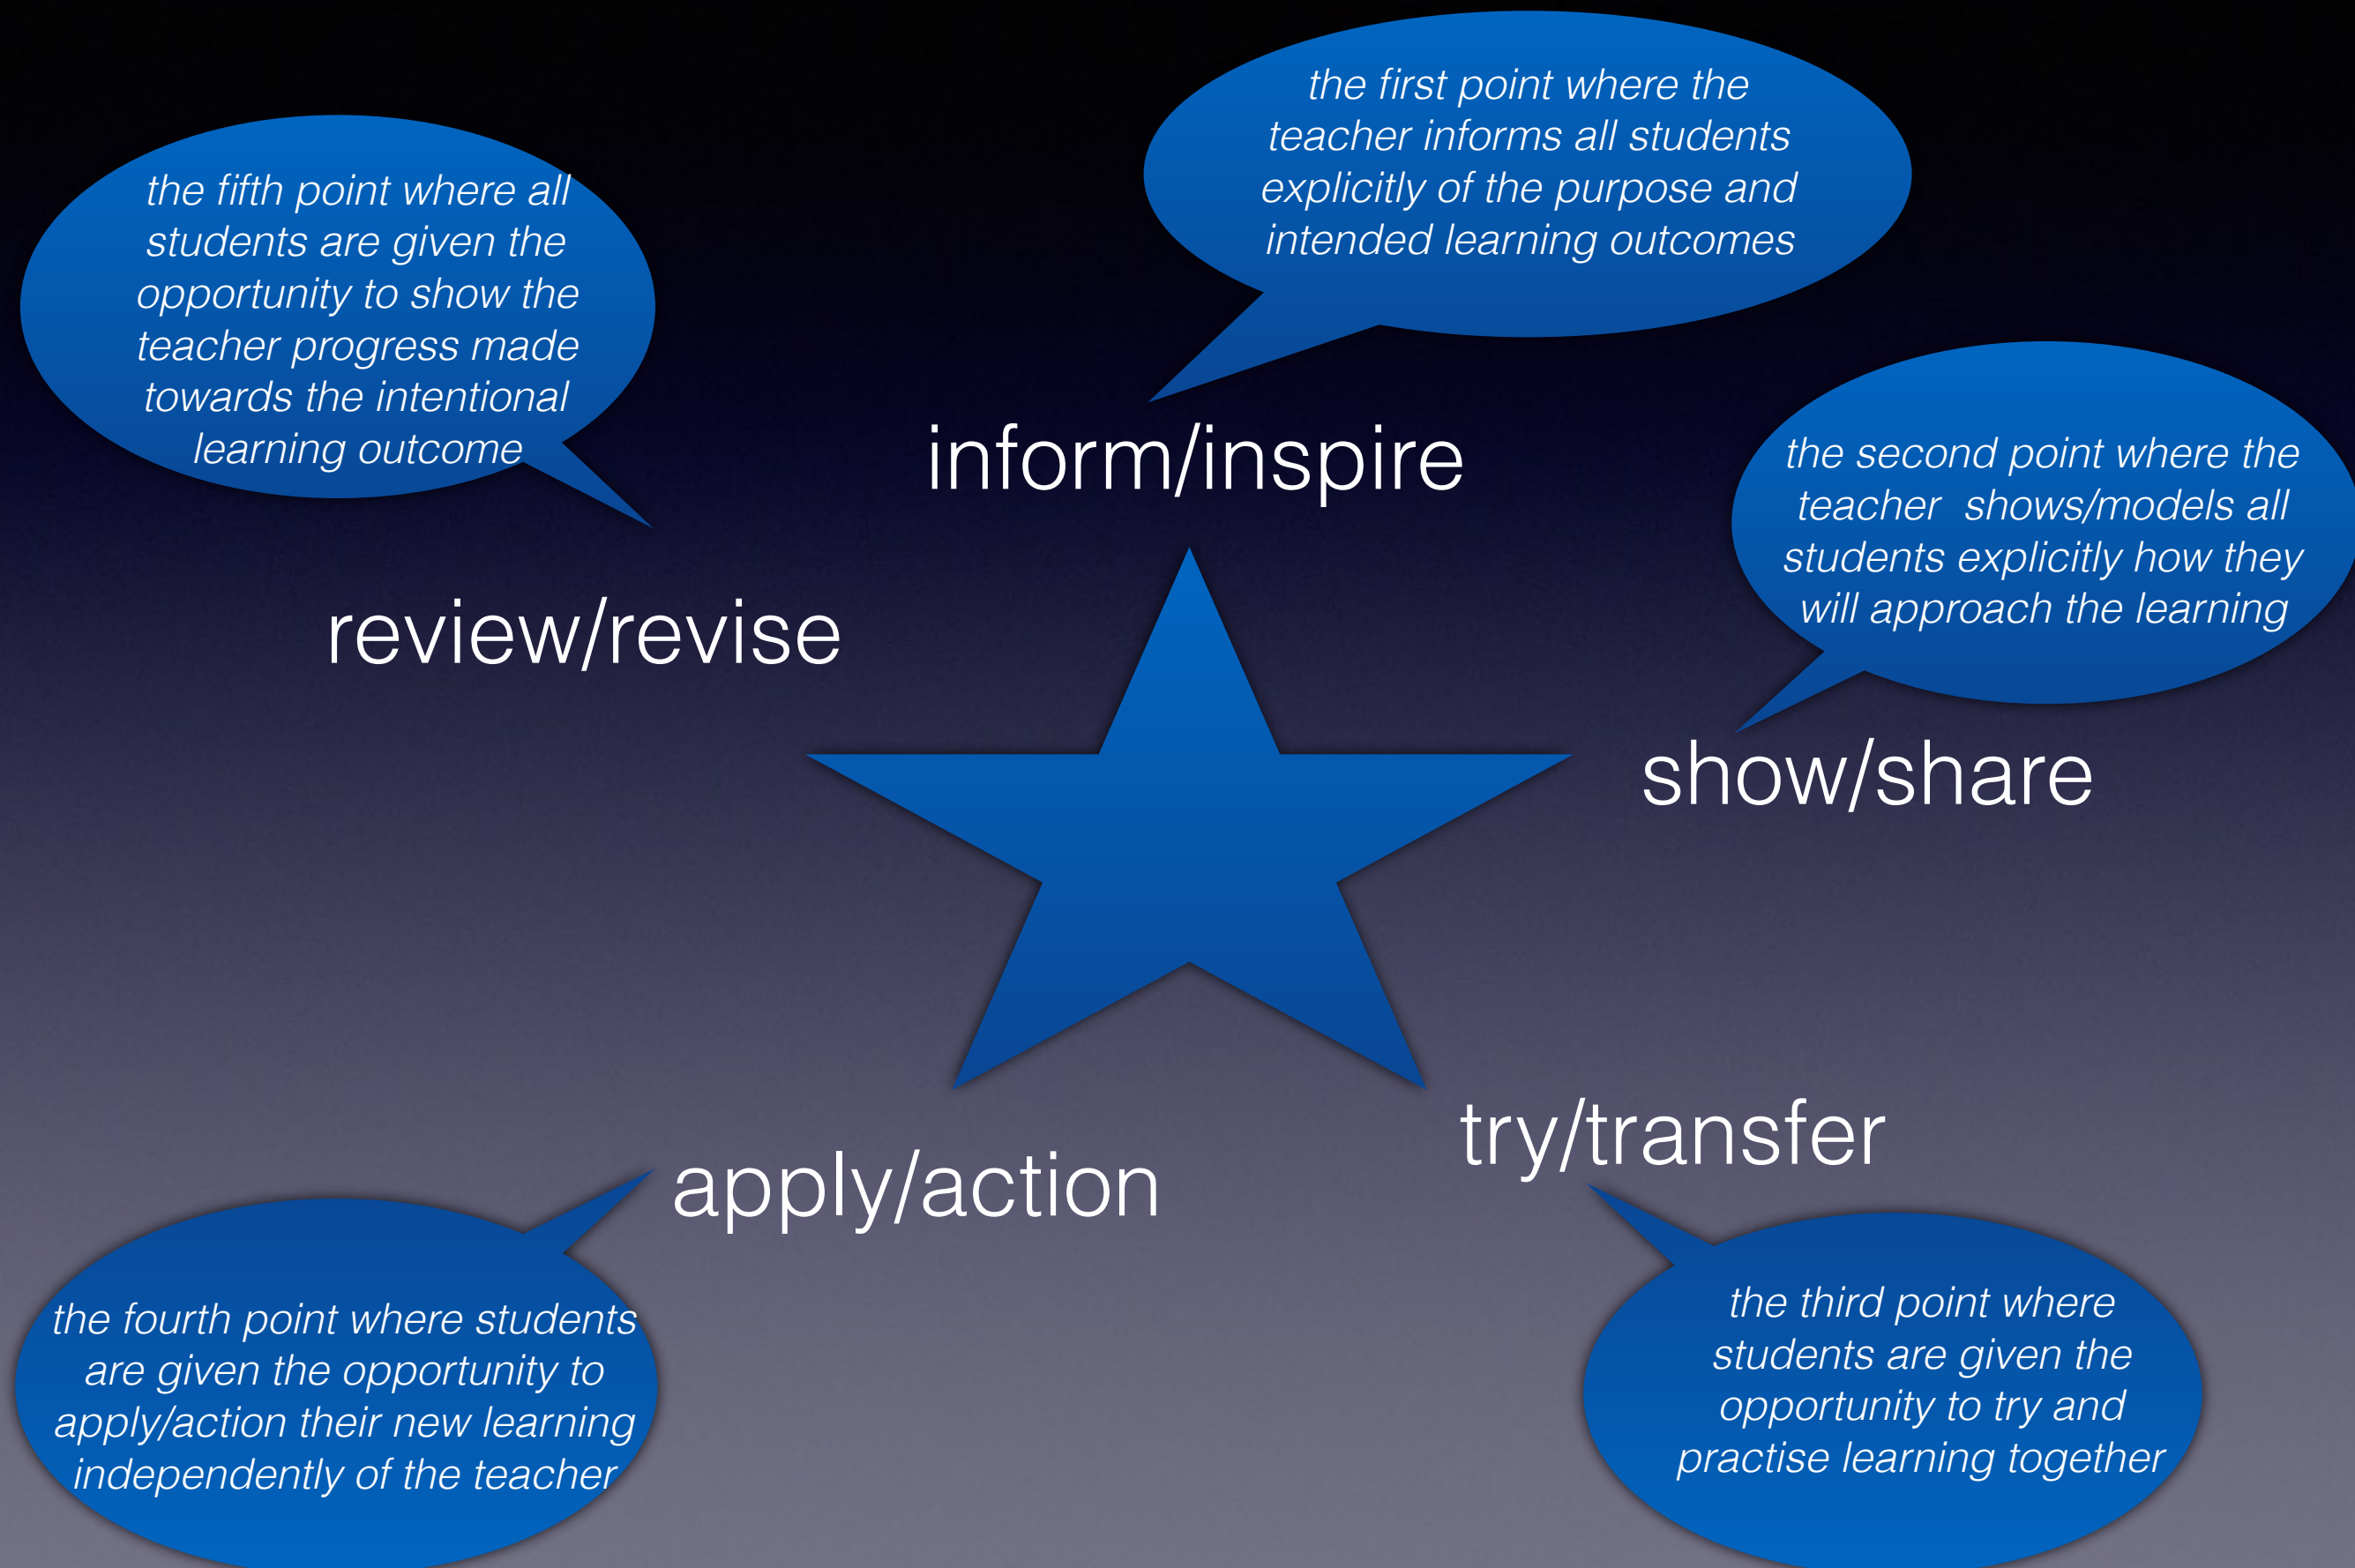 the first point where the
teacher informs all students
explicitly of the purpose and
intended learning outcomes
inform/inspire
the second point where the
teacher  shows/models all
students explicitly how they
will approach the learning
show/share
try/transfer
the third point where
students are given the
opportunity to try and
practise learning together
apply/action
the fourth point where students
are given the opportunity to
apply/action their new learning
independently of the teacher
the fifth point where all
students are given the
opportunity to show the
teacher progress made
towards the intentional
learning outcome
review/revise